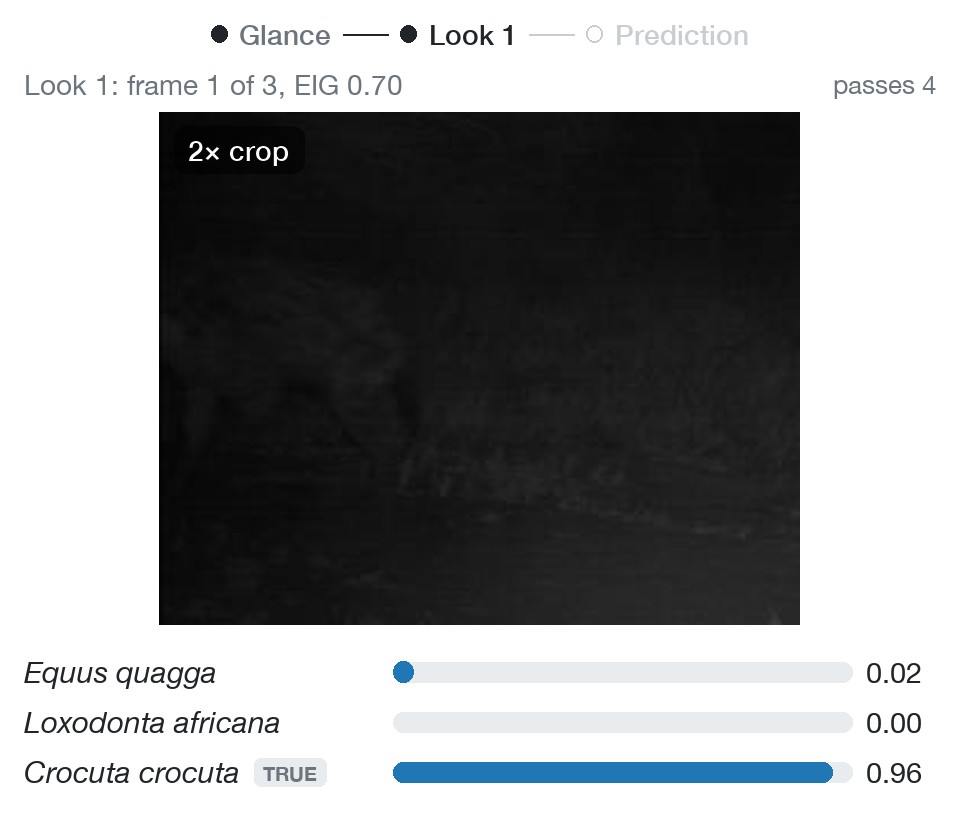 Glance Look 1 Prediction
Look 1: frame 1 of 3, EIG 0.70 passes 4
2× crop
Equus quagga 0.02
Loxodonta africana 0.00
Crocuta crocuta TRUE 0.96